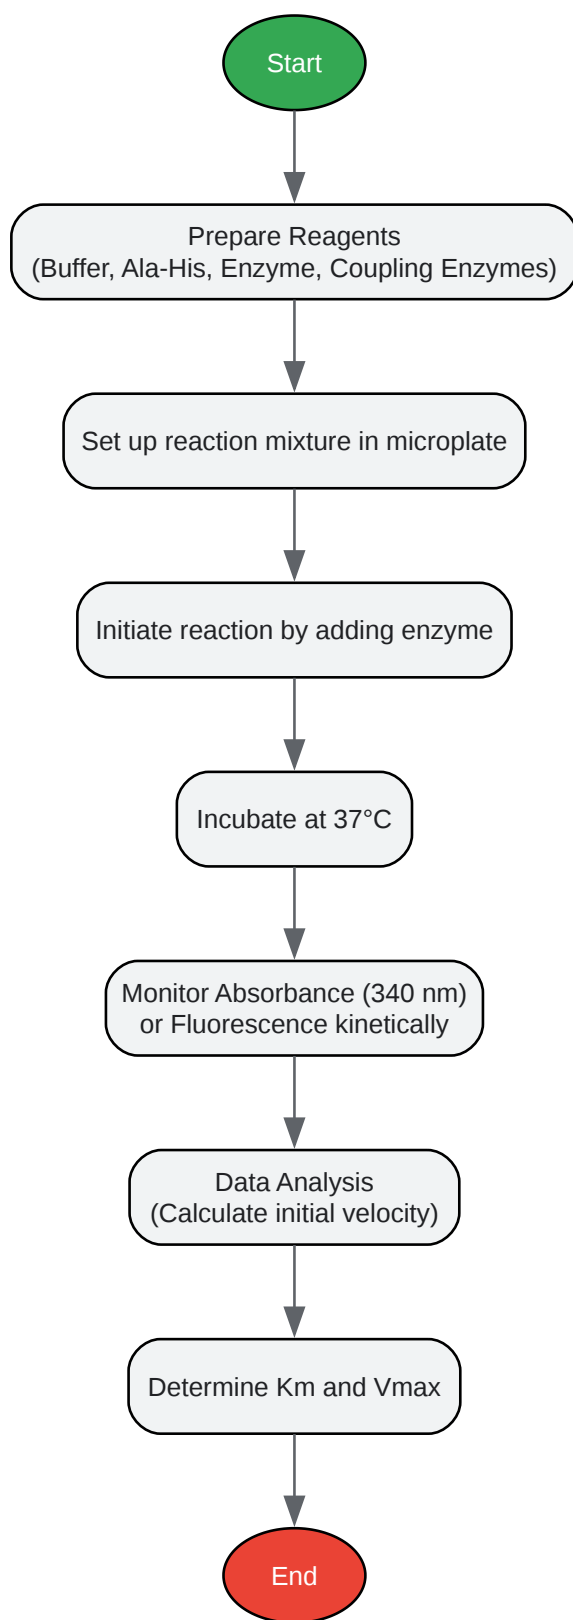 Start
Prepare Reagents
(Buffer, Ala-His, Enzyme, Coupling Enzymes)
Set up reaction mixture in microplate
Initiate reaction by adding enzyme
Incubate at 37°C
Monitor Absorbance (340 nm)
or Fluorescence kinetically
Data Analysis
(Calculate initial velocity)
Determine Km and Vmax
End